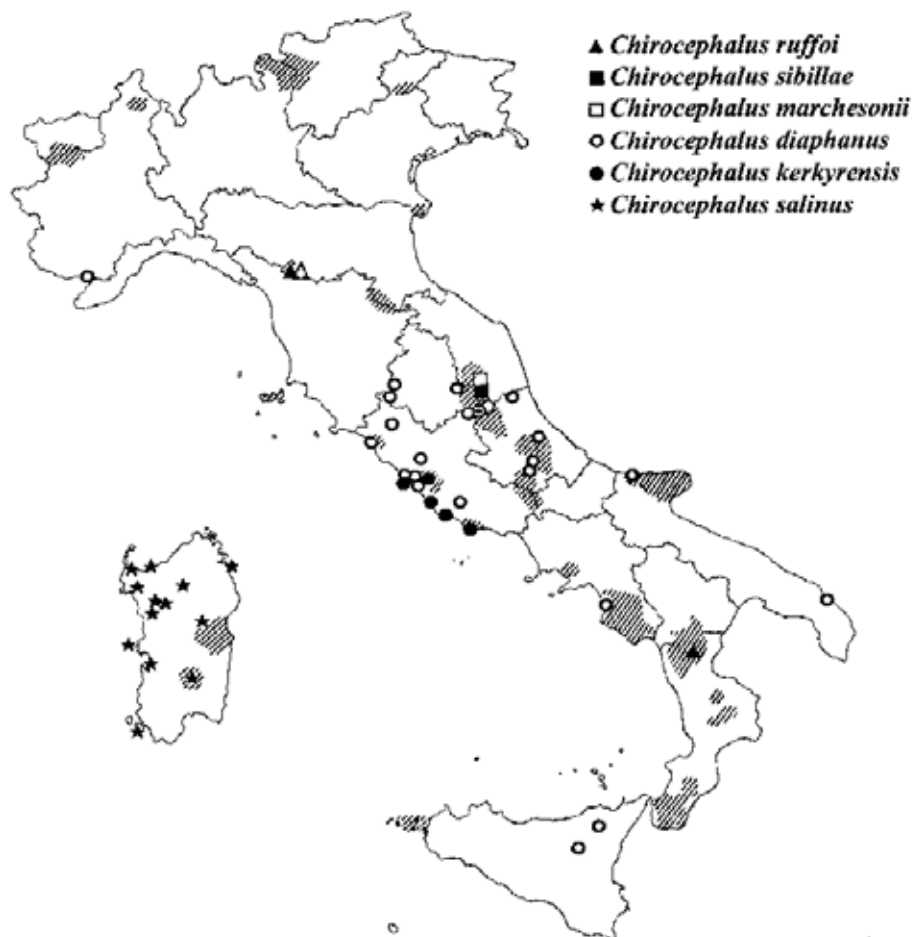 ▲ Chirocephalus ruffoi
■ Chirocephalus sibillae
□ Chirocephalus marchesonii
○ Chirocephalus diaphanus
● Chirocephalus kerkyrensis
★ Chirocephalus salinus